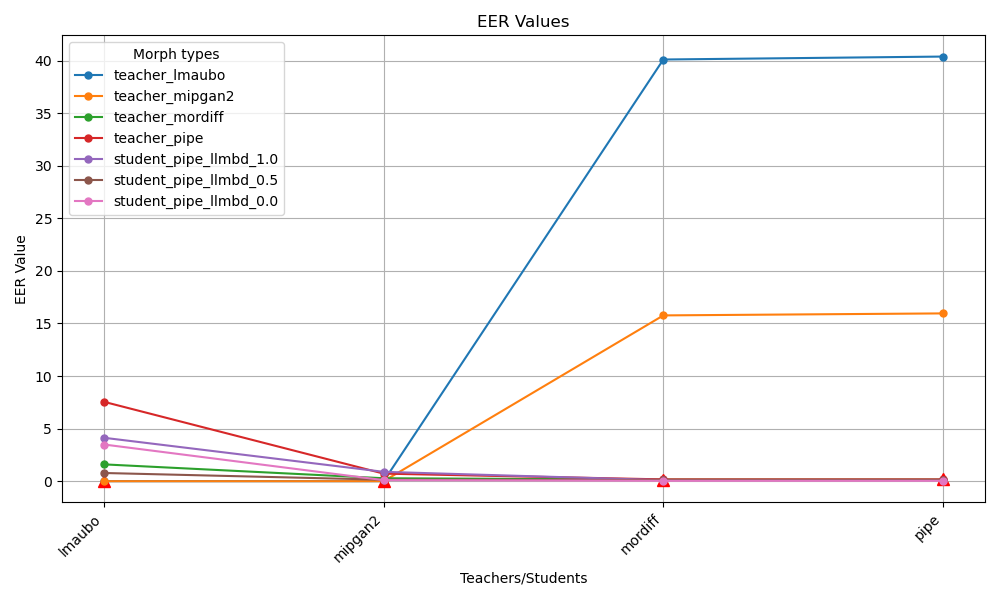 EER Values
Morph types
teacher_lmaubo
teacher_mipgan2
teacher_mordiff
teacher_pipe
student_pipe_llmbd_1.0
student_pipe_llmbd_0.5
student_pipe_llmbd_0.0
EER Value
40
35
30
25
20
15
10
5
0
lmaubo
mipgan2
mordiff
pipe
Teachers/Students